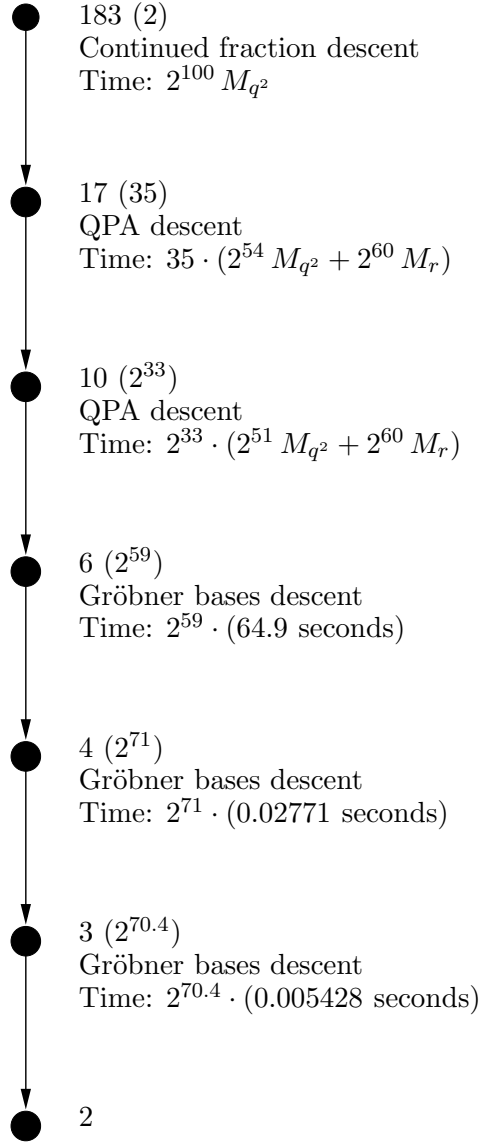 183 (2)
Continued fraction descent
Time: 2^{100} M_{q^2}
17 (35)
QPA descent
Time: 35 · (2^{54} M_{q^2} + 2^{60} M_r)
10 (2^{33})
QPA descent
Time: 2^{33} · (2^{51} M_{q^2} + 2^{60} M_r)
6 (2^{59})
Gröbner bases descent
Time: 2^{59} · (64.9 seconds)
4 (2^{71})
Gröbner bases descent
Time: 2^{71} · (0.02771 seconds)
3 (2^{70.4})
Gröbner bases descent
Time: 2^{70.4} · (0.005428 seconds)
2